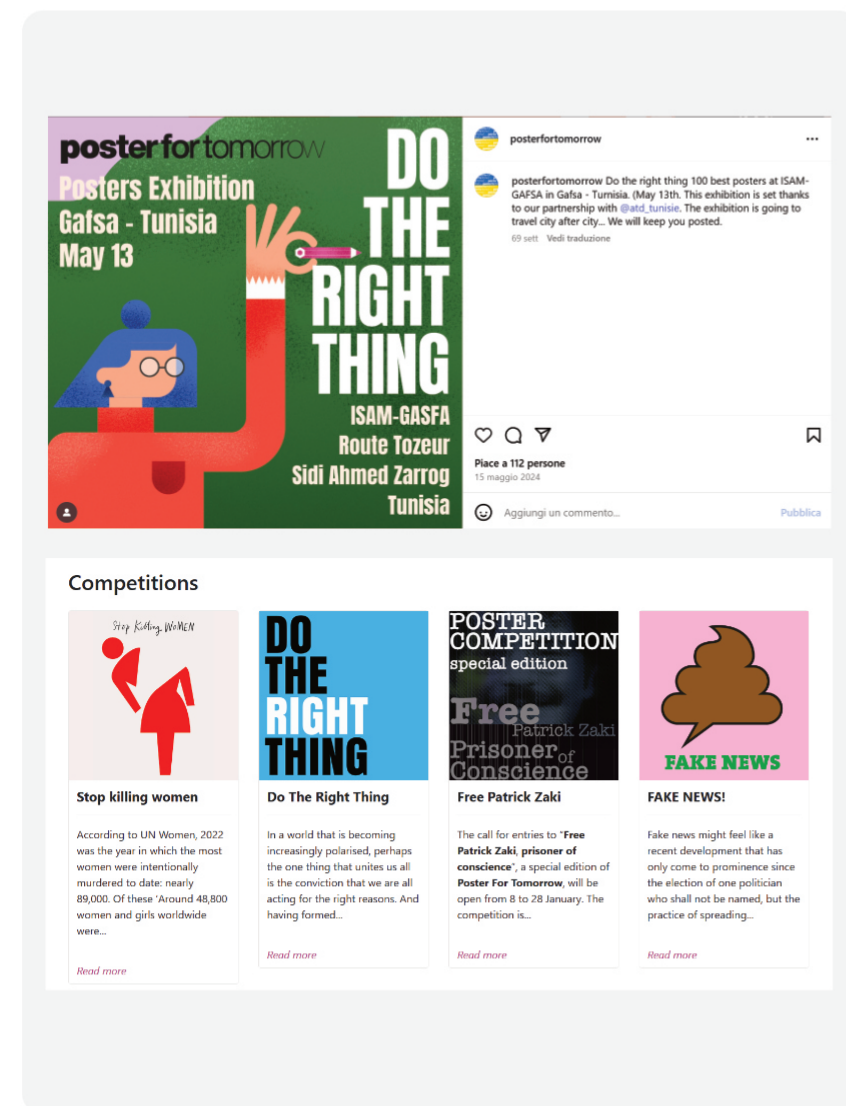 posterfortomorrow
Posters Exhibition
Gafsa - Tunisia
May 13
DO
THE
RIGHT
THING
ISAM-GASFA
Route Tozeur
Sidi Ahmed Zarrog
Tunisia
posterfortomorrow
posterfortomorrow Do the right thing 100 best posters at ISAM-
GAFSA in Gafsa - Turnisia. (May 13th. This exhibition is set thanks
to our partnership with @atd_tunisie. The exhibition is going to
travel city after city... We will keep you posted.
69 sett Vedi traduzione
Piace a 112 persone
15 maggio 2024
Aggiungi un commento...
Pubblica
Competitions
Stop Killing WOMEN
Stop killing women
According to UN Women, 2022
was the year in which the most
women were intentionally
murdered to date: nearly
89,000. Of these 'Around 48,800
women and girls worldwide
were...
Read more
DO
THE
RIGHT
THING
Do The Right Thing
In a world that is becoming
increasingly polarised, perhaps
the one thing that unites us all
is the conviction that we are all
acting for the right reasons. And
having formed...
Read more
POSTER
COMPETITION
special edition
Free
Patrick Zaki
Prisoner of
Conscience
Free Patrick Zaki
The call for entries to "Free
Patrick Zaki, prisoner of
conscience", a special edition of
Poster For Tomorrow, will be
open from 8 to 28 January. The
competition is...
Read more
FAKE NEWS
FAKE NEWS!
Fake news might feel like a
recent development that has
only come to prominence since
the election of one politician
who shall not be named, but the
practice of spreading...
Read more